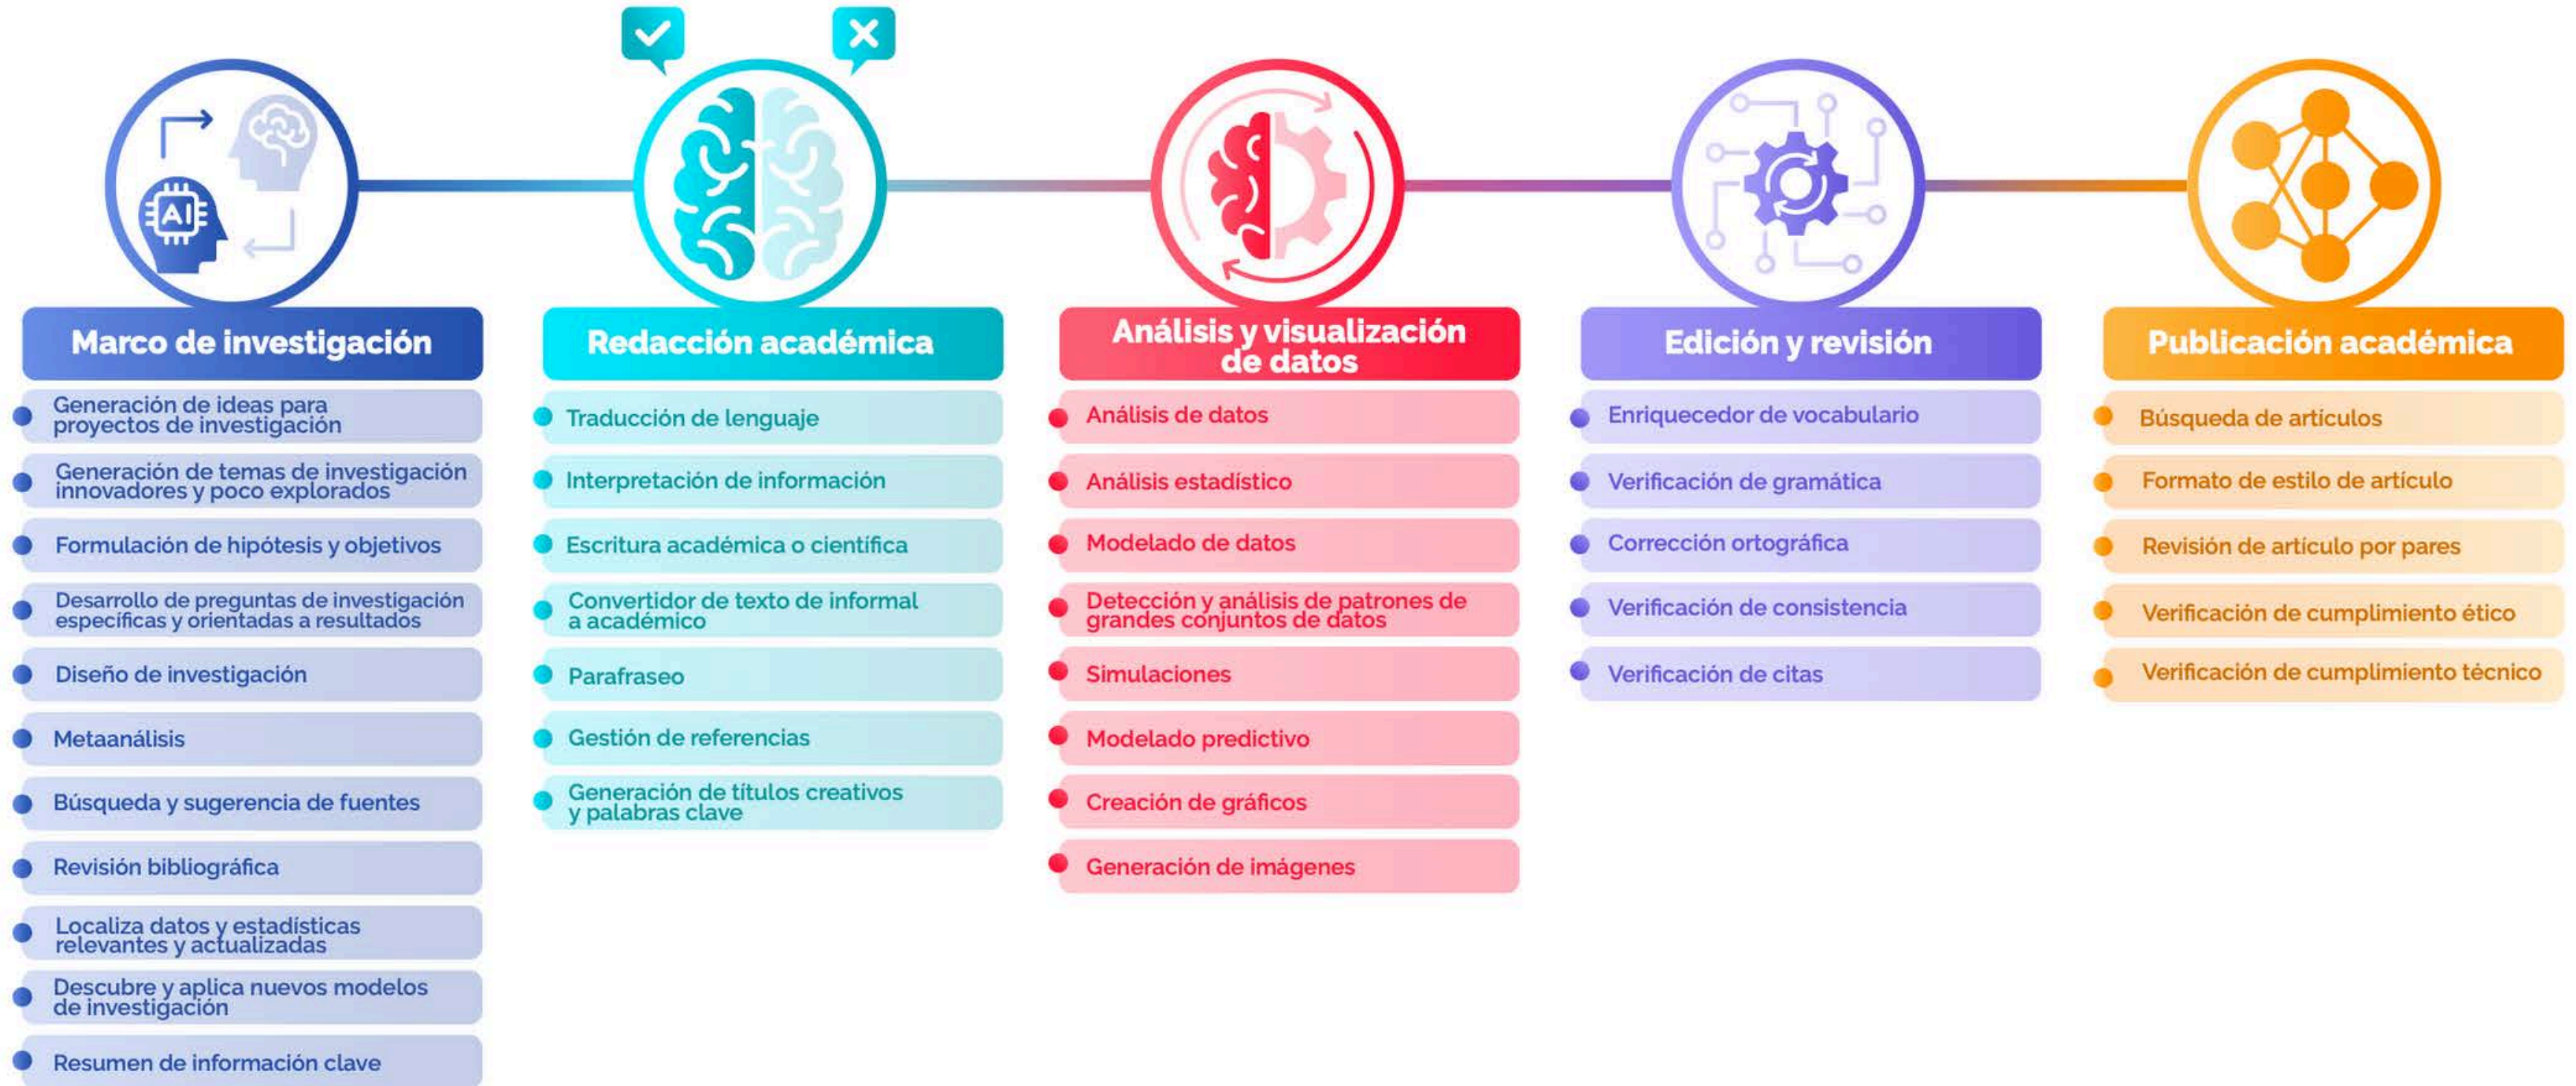 AI
Marco de investigación
Generación de ideas para
proyectos de investigación
Generación de temas de investigación
innovadores y poco explorados
Formulación de hipótesis y objetivos
Desarrollo de preguntas de investigación
específicas y orientadas a resultados
Diseño de investigación
Metaanálisis
Búsqueda y sugerencia de fuentes
Revisión bibliográfica
Localiza datos y estadísticas
relevantes y actualizadas
Descubre y aplica nuevos modelos
de investigación
Resumen de información clave
Redacción académica
Traducción de lenguaje
Interpretación de información
Escritura académica o científica
Convertidor de texto de informal
a académico
Parafraseo
Gestión de referencias
Generación de títulos creativos
y palabras clave
Análisis y visualización
de datos
Análisis de datos
Análisis estadístico
Modelado de datos
Detección y análisis de patrones de
grandes conjuntos de datos
Simulaciones
Modelado predictivo
Creación de gráficos
Generación de imágenes
Edición y revisión
Enriquecedor de vocabulario
Verificación de gramática
Corrección ortográfica
Verificación de consistencia
Verificación de citas
Publicación académica
Búsqueda de artículos
Formato de estilo de artículo
Revisión de artículo por pares
Verificación de cumplimiento ético
Verificación de cumplimiento técnico